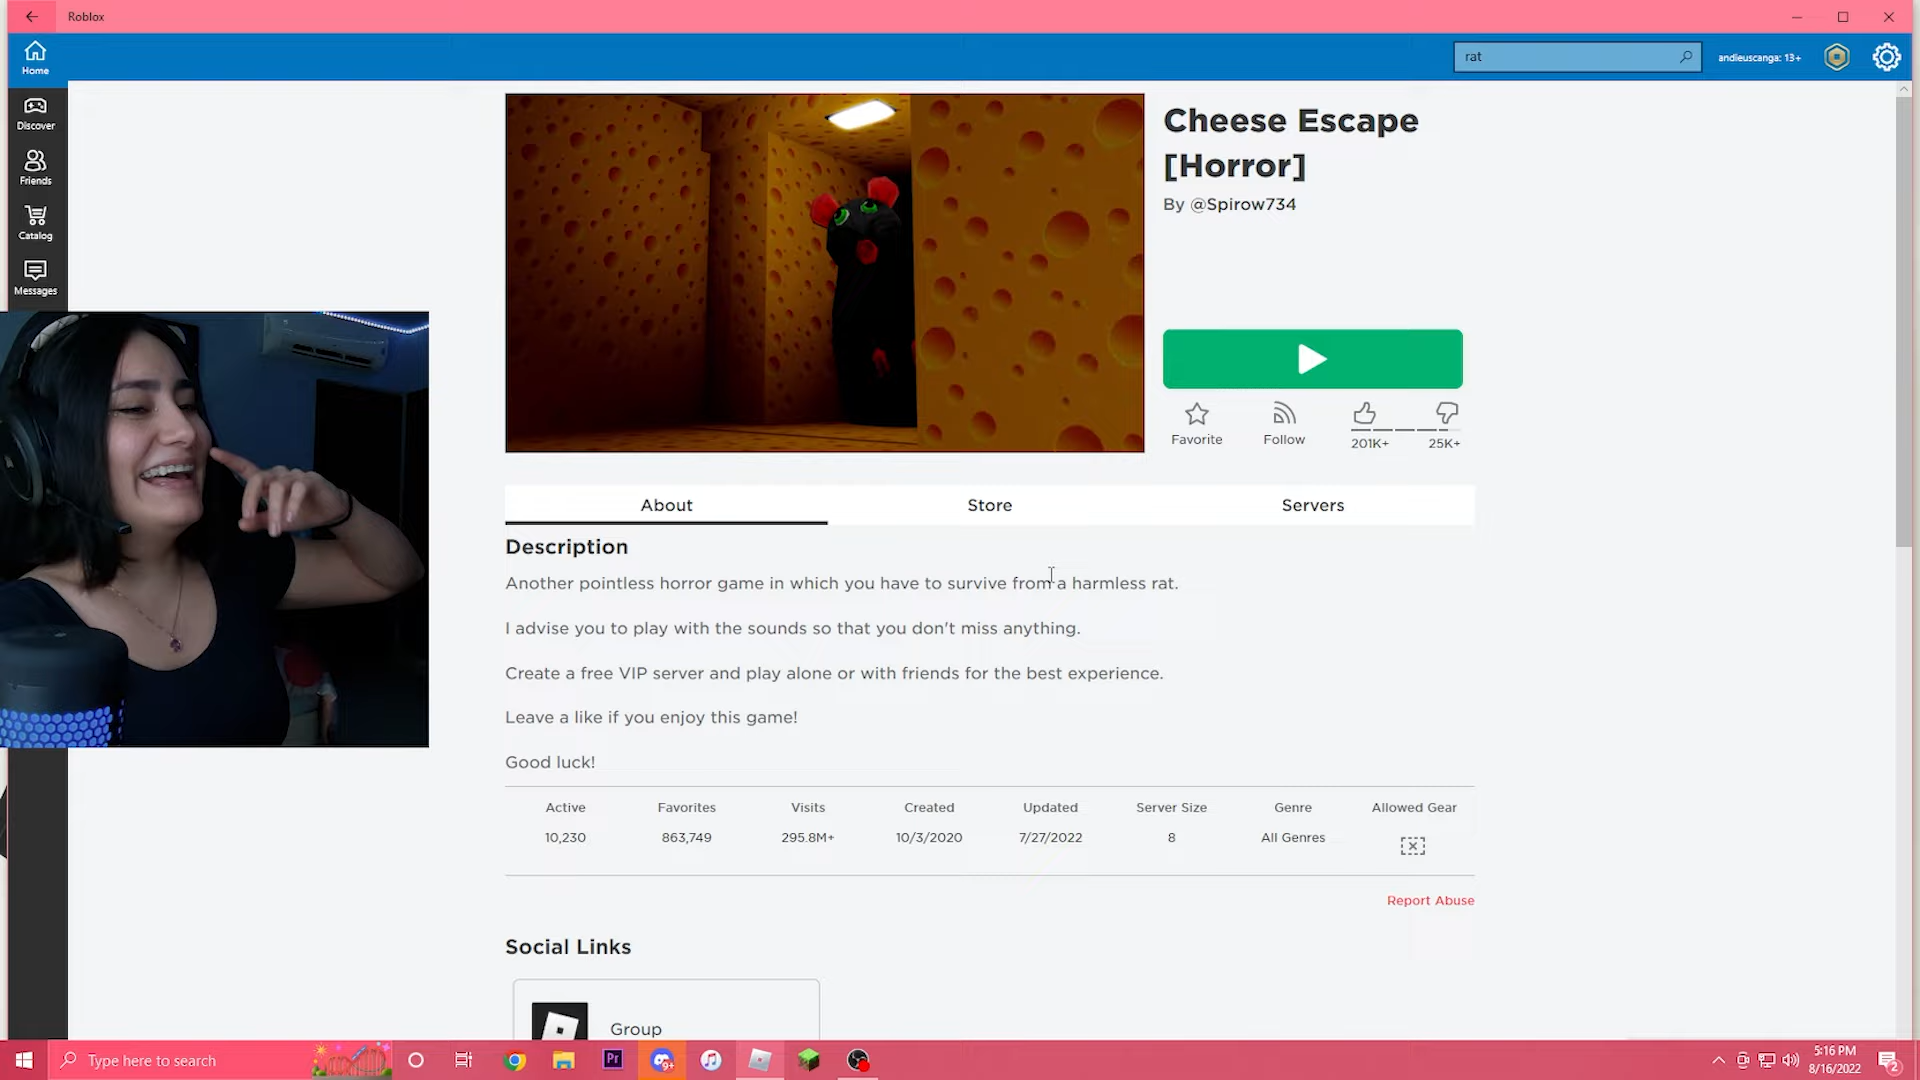 Roblox
Home
rat
andieuscanga: 13+
Discover
Friends
Catalog
Messages
Cheese Escape
[Horror]
By @Spirow734
Favorite
Follow
201K+
25K+
About
Store
Servers
Description
Another pointless horror game in which you have to survive from a harmless rat.
I advise you to play with the sounds so that you don't miss anything.
Create a free VIP server and play alone or with friends for the best experience.
Leave a like if you enjoy this game!
Good luck!
Active Favorites Visits Created Updated Server Size Genre Allowed Gear
10,230 863,749 295.8M+ 10/3/2020 7/27/2022 8 All Genres
Report Abuse
Social Links
Group
Type here to search
Pr
9+
5:16 PM
8/16/2022
2